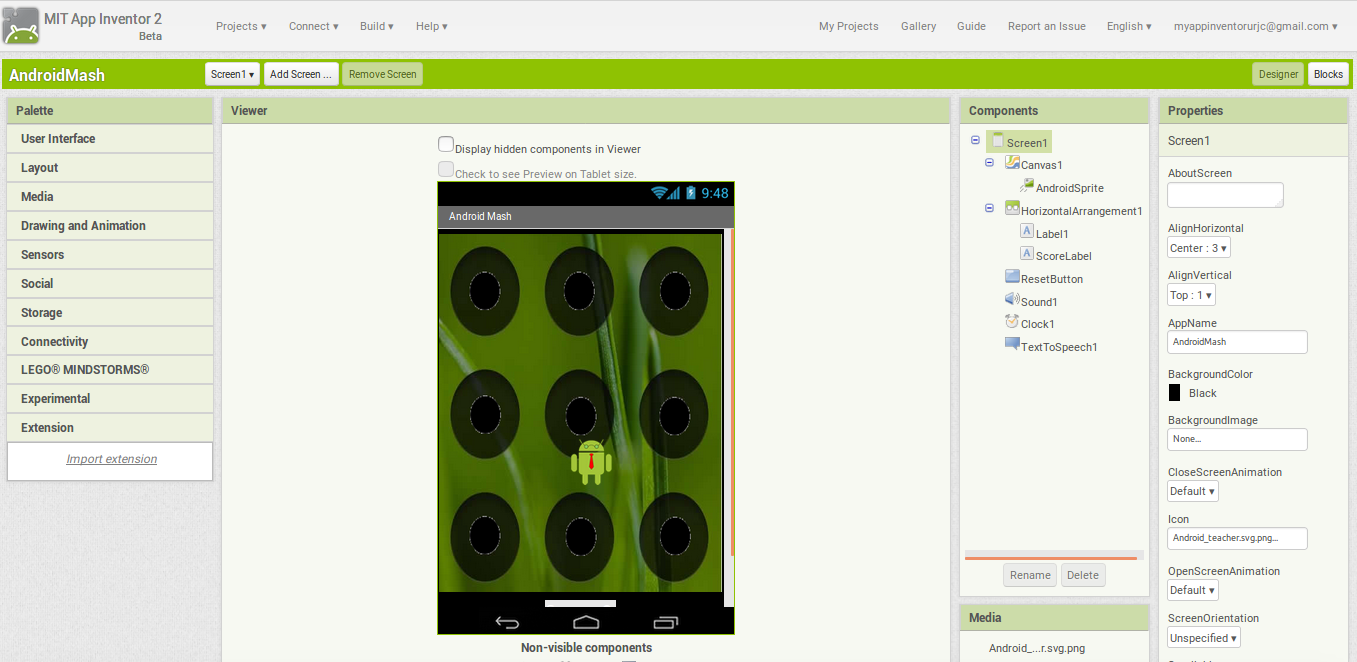 MIT App Inventor 2
Beta
Projects ▾ Connect ▾ Build ▾ Help ▾ My Projects Gallery Guide Report an Issue English ▾ myappinventorurjc@gmail.com ▾
AndroidMash Screen1 ▾ Add Screen ... Remove Screen Designer Blocks
Palette
User Interface
Layout
Media
Drawing and Animation
Sensors
Social
Storage
Connectivity
LEGO® MINDSTORMS®
Experimental
Extension
Import extension
Viewer
Display hidden components in Viewer
Check to see Preview on Tablet size.
9:48
Android Mash
Non-visible components
Components
Screen1
Canvas1
AndroidSprite
HorizontalArrangement1
A Label1
A ScoreLabel
ResetButton
Sound1
Clock1
TextToSpeech1
Rename Delete
Media
Android_...r.svg.png
Properties
Screen1
AboutScreen
AlignHorizontal
Center : 3 ▾
AlignVertical
Top : 1 ▾
AppName
AndroidMash
BackgroundColor
Black
BackgroundImage
None...
CloseScreenAnimation
Default ▾
Icon
Android_teacher.svg.png...
OpenScreenAnimation
Default ▾
ScreenOrientation
Unspecified ▾